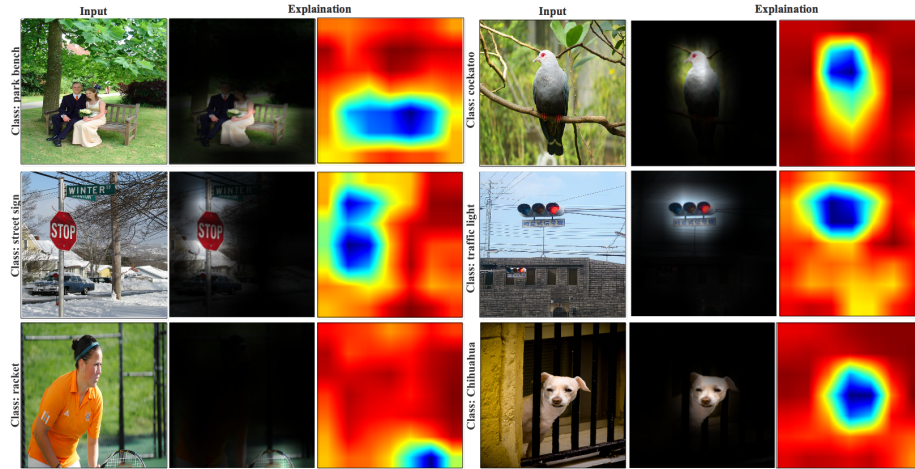 Input
Explaination
Input
Explaination
Class: park bench
Class: cockatoo
Class: street sign
WINTER
STOP
Class: traffic light
Class: racket
Class: Chihuahua